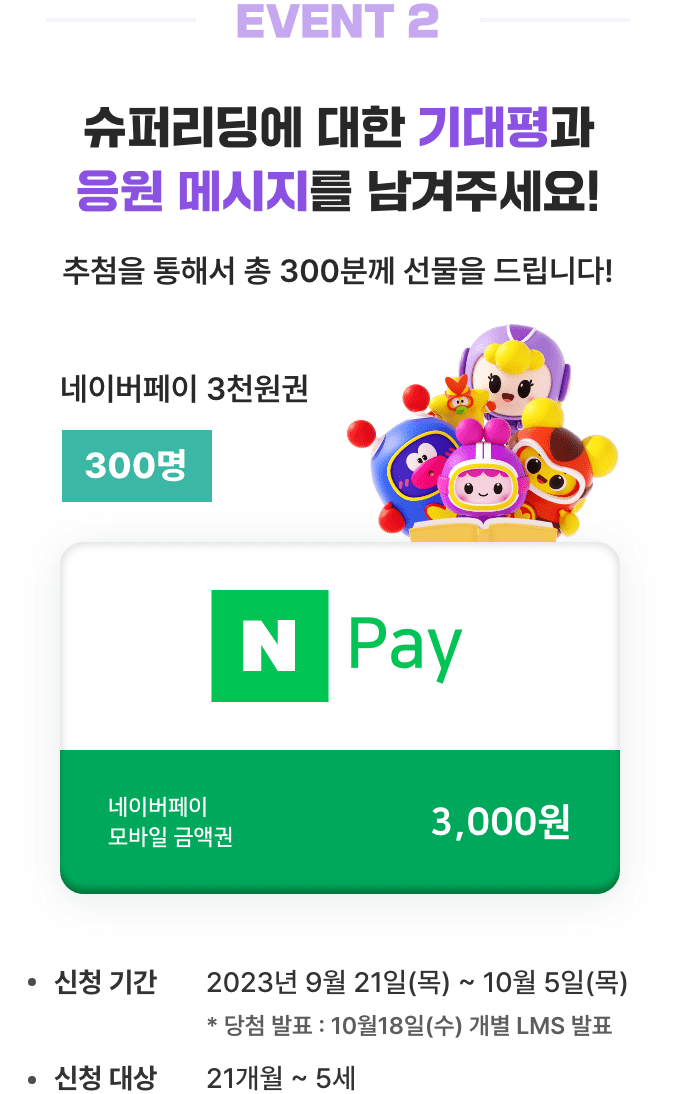 EVENT 2
슈퍼리딩에 대한 기대평과
응원 메시지를 남겨주세요!
추첨을 통해서 총 300분께 선물을 드립니다!
네이버페이 3천원권
300명
N Pay
네이버페이
모바일 금액권
3,000원
• 신청 기간 2023년 9월 21일(목) ~ 10월 5일(목)
* 당첨 발표 : 10월18일(수) 개별 LMS 발표
• 신청 대상 21개월 ~ 5세